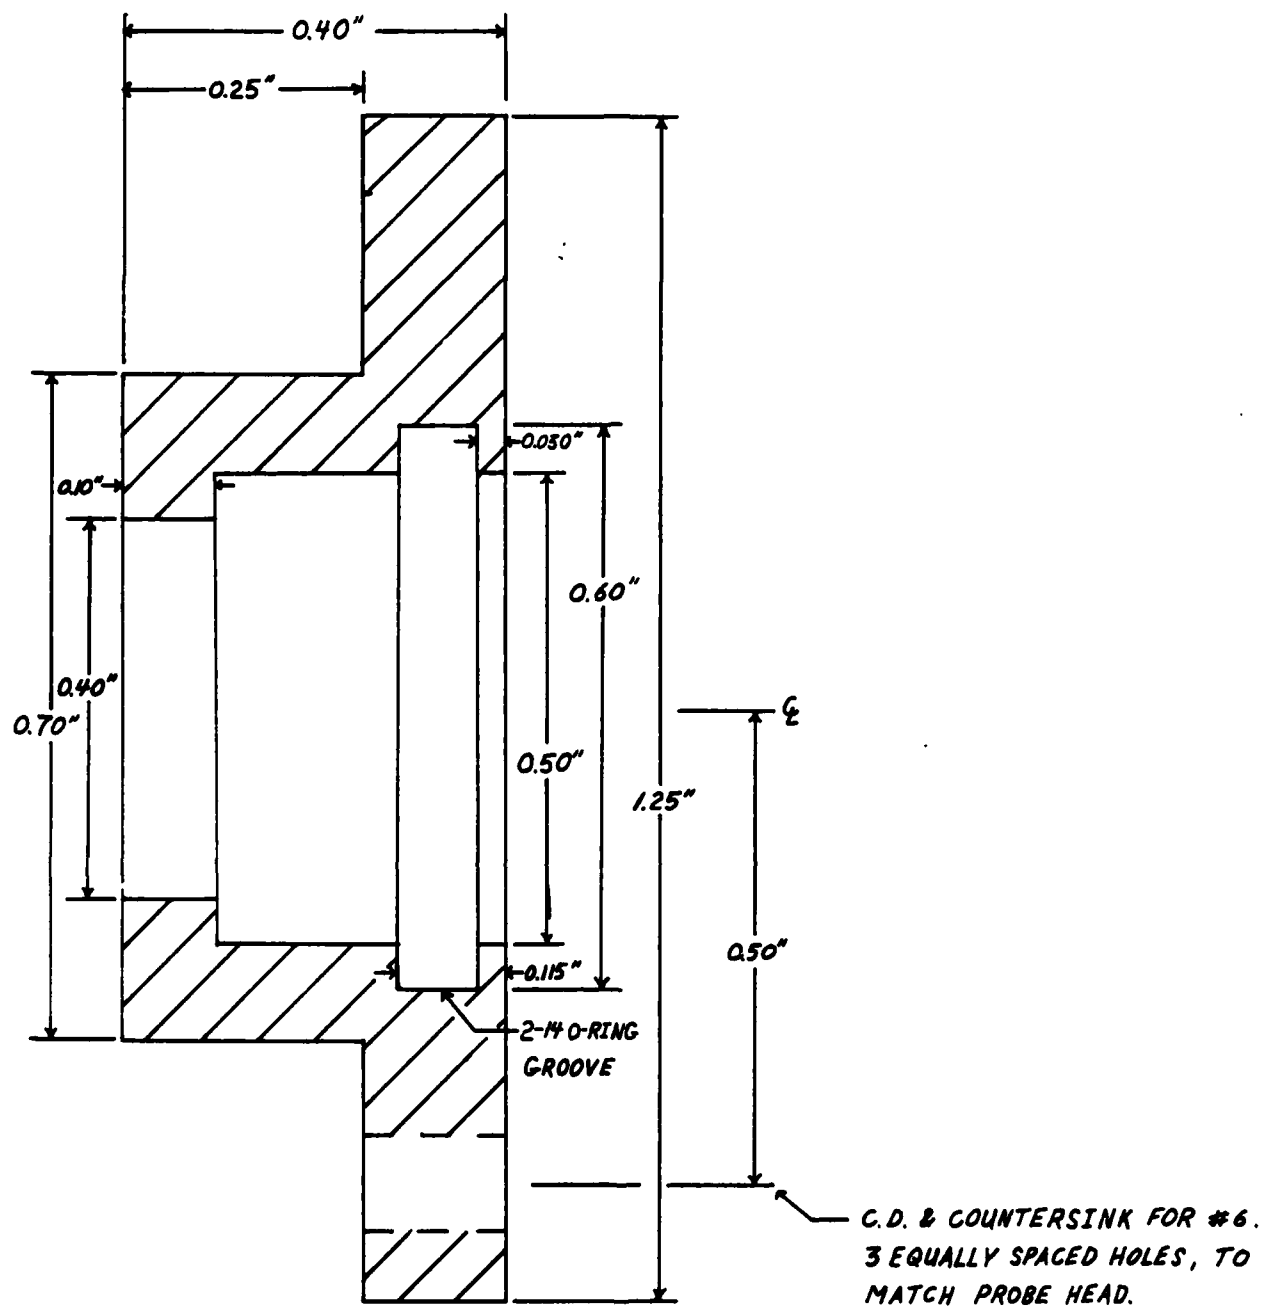 0.40"
0.25"
0.030"
0.10"
0.60"
0.40"
0.70"
℄
0.50"
1.25"
0.50"
0.115"
2-14 O-RING
GROOVE
C.D. & COUNTERSINK FOR #6.
3 EQUALLY SPACED HOLES, TO
MATCH PROBE HEAD.